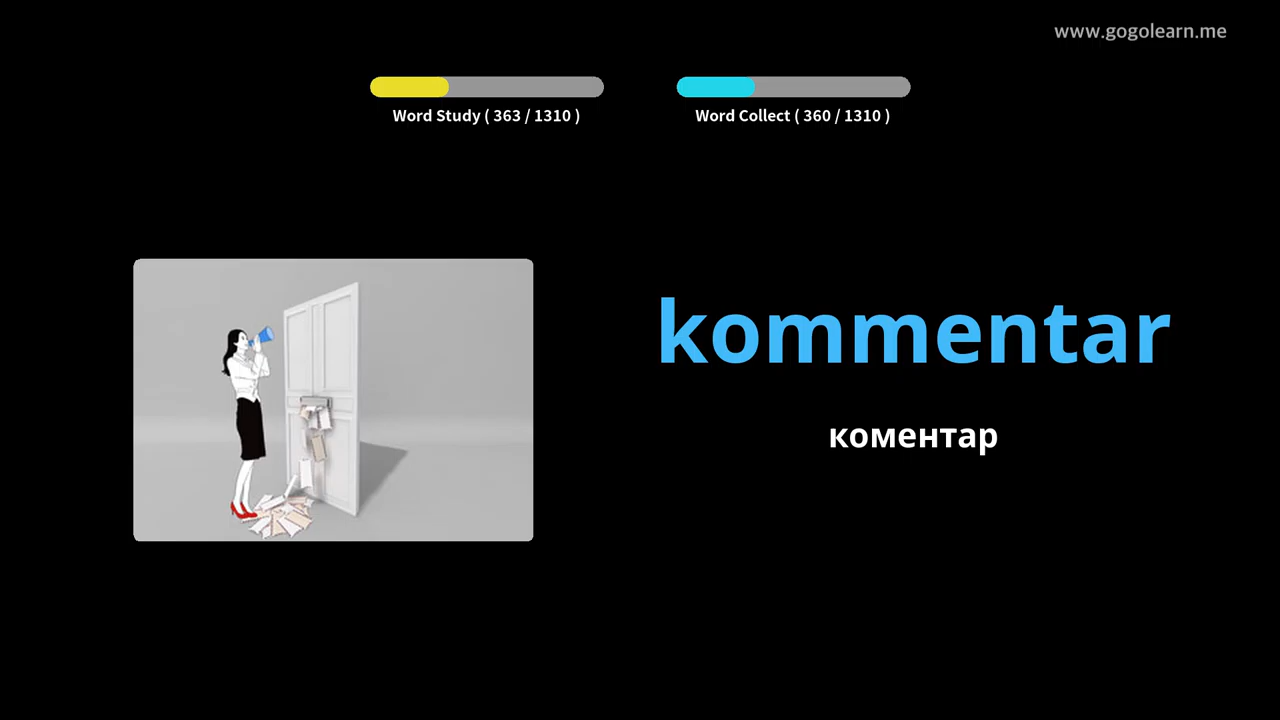 www.gogolearn.me
Word Study ( 363 / 1310 )
Word Collect ( 360 / 1310 )
kommentar
коментар